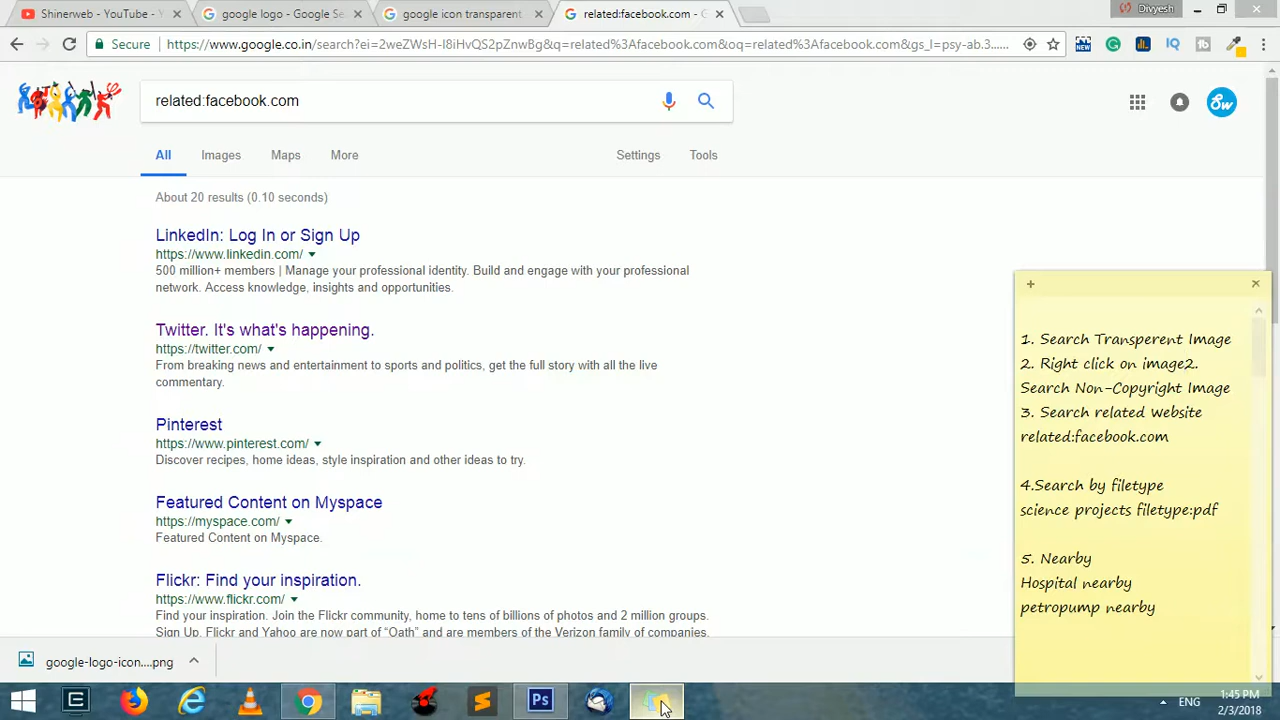 Shinerweb - YouTube - Y
google logo - Google Se
google icon transparent
related:facebook.com - G
Divyesh
Secure
https://www.google.co.in/search?ei=2weZWsH-I8iHvQS2pZnwBg&q=related%3Afacebook.com&oq=related%3Afacebook.com&gs_l=psy-ab.3......
NEW
related:facebook.com
Sw
All
Images
Maps
More
Settings
Tools
About 20 results (0.10 seconds)
LinkedIn: Log In or Sign Up
https://www.linkedin.com/
500 million+ members | Manage your professional identity. Build and engage with your professional
network. Access knowledge, insights and opportunities.
Twitter. It's what's happening.
https://twitter.com/
From breaking news and entertainment to sports and politics, get the full story with all the live
commentary.
Pinterest
https://www.pinterest.com/
Discover recipes, home ideas, style inspiration and other ideas to try.
Featured Content on Myspace
https://myspace.com/
Featured Content on Myspace.
Flickr: Find your inspiration.
https://www.flickr.com/
Find your inspiration. Join the Flickr community, home to tens of billions of photos and 2 million groups.
Sign Up. Flickr and Yahoo are now part of “Oath” and are members of the Verizon family of companies.
1. Search Transperent Image
2. Right click on image2.
Search Non-Copyright Image
3. Search related website
related:facebook.com
4.Search by filetype
science projects filetype:pdf
5. Nearby
Hospital nearby
petropump nearby
google-logo-icon....png
Ps
ENG
1:45 PM
2/3/2018